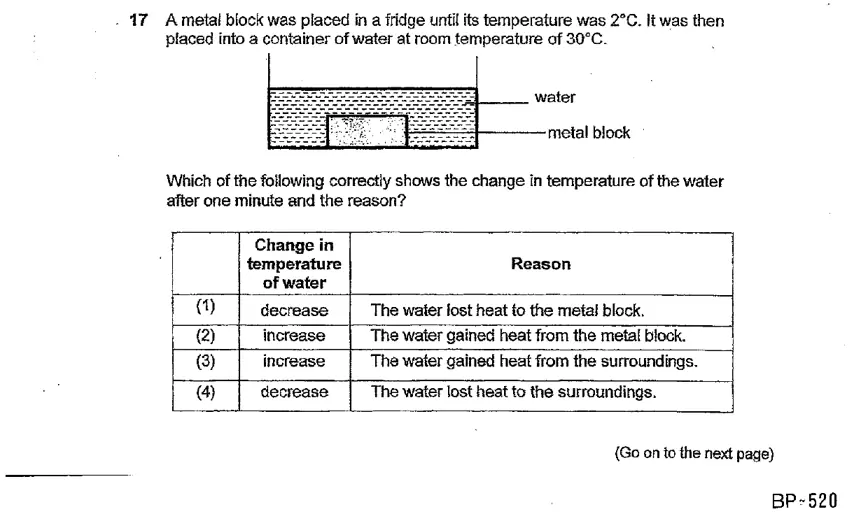 17 A metal block was placed in a fridge until its temperature was 2°C. It was then
placed into a container of water at room temperature of 30°C.
water
metal block
Which of the following correctly shows the change in temperature of the water
after one minute and the reason?
Change in temperature of water Reason
(1) decrease The water lost heat to the metal block.
(2) increase The water gained heat from the metal block.
(3) increase The water gained heat from the surroundings.
(4) decrease The water lost heat to the surroundings.
(Go on to the next page)
BP-520